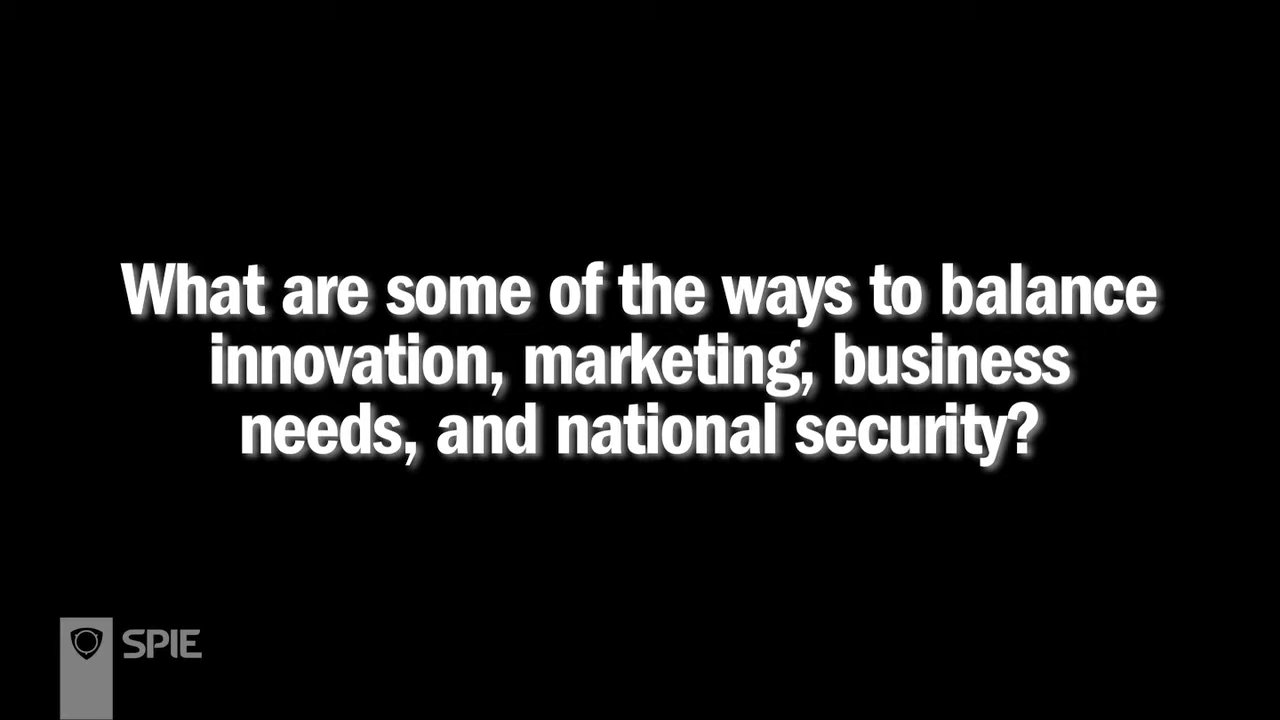 What are some of the ways to balance
innovation, marketing, business
needs, and national security?
SPIE